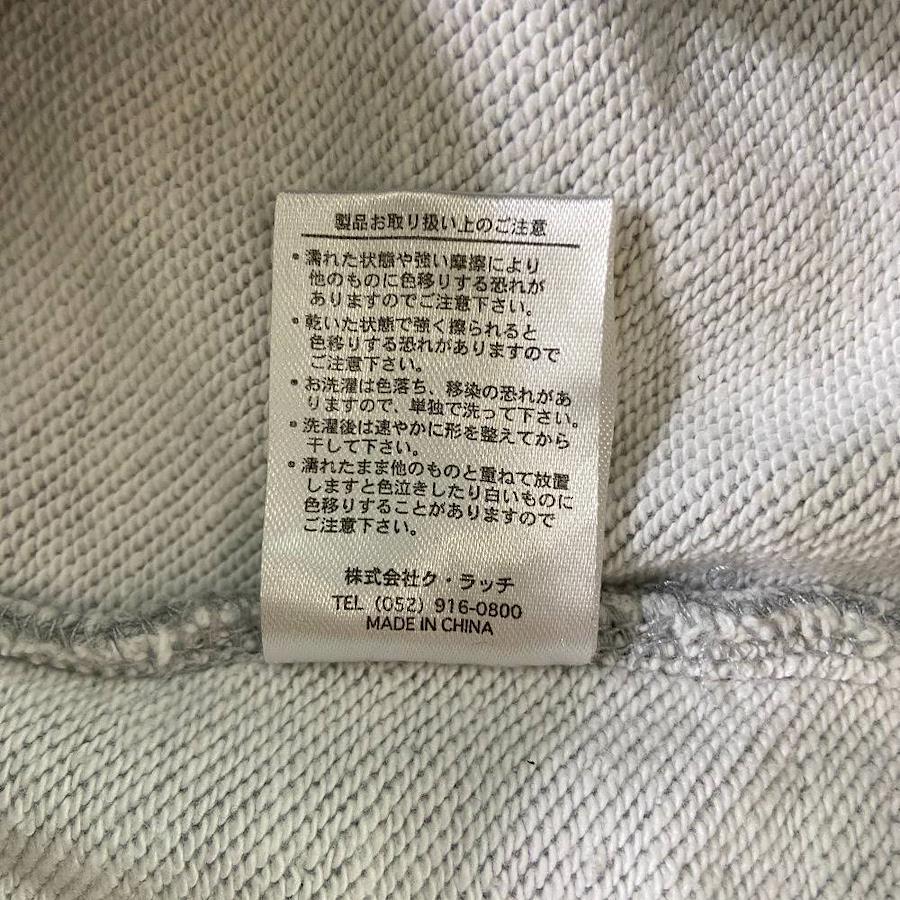 製品お取り扱い上のご注意
・濡れた状態や強い摩擦により
他のものに色移りする恐れが
ありますのでご注意下さい。
・乾いた状態で強く擦られると
色移りする恐れがありますので
ご注意下さい。
・お洗濯は色落ち、移染の恐れがあ
りますので、単独で洗って下さい。
・洗濯後は速やかに形を整えてから
干して下さい。
・濡れたまま他のものと重ねて放置
しますと色泣きしたり白いものに
色移りすることがありますので
ご注意下さい。
株式会社ク・ラッチ
TEL (052) 916-0800
MADE IN CHINA